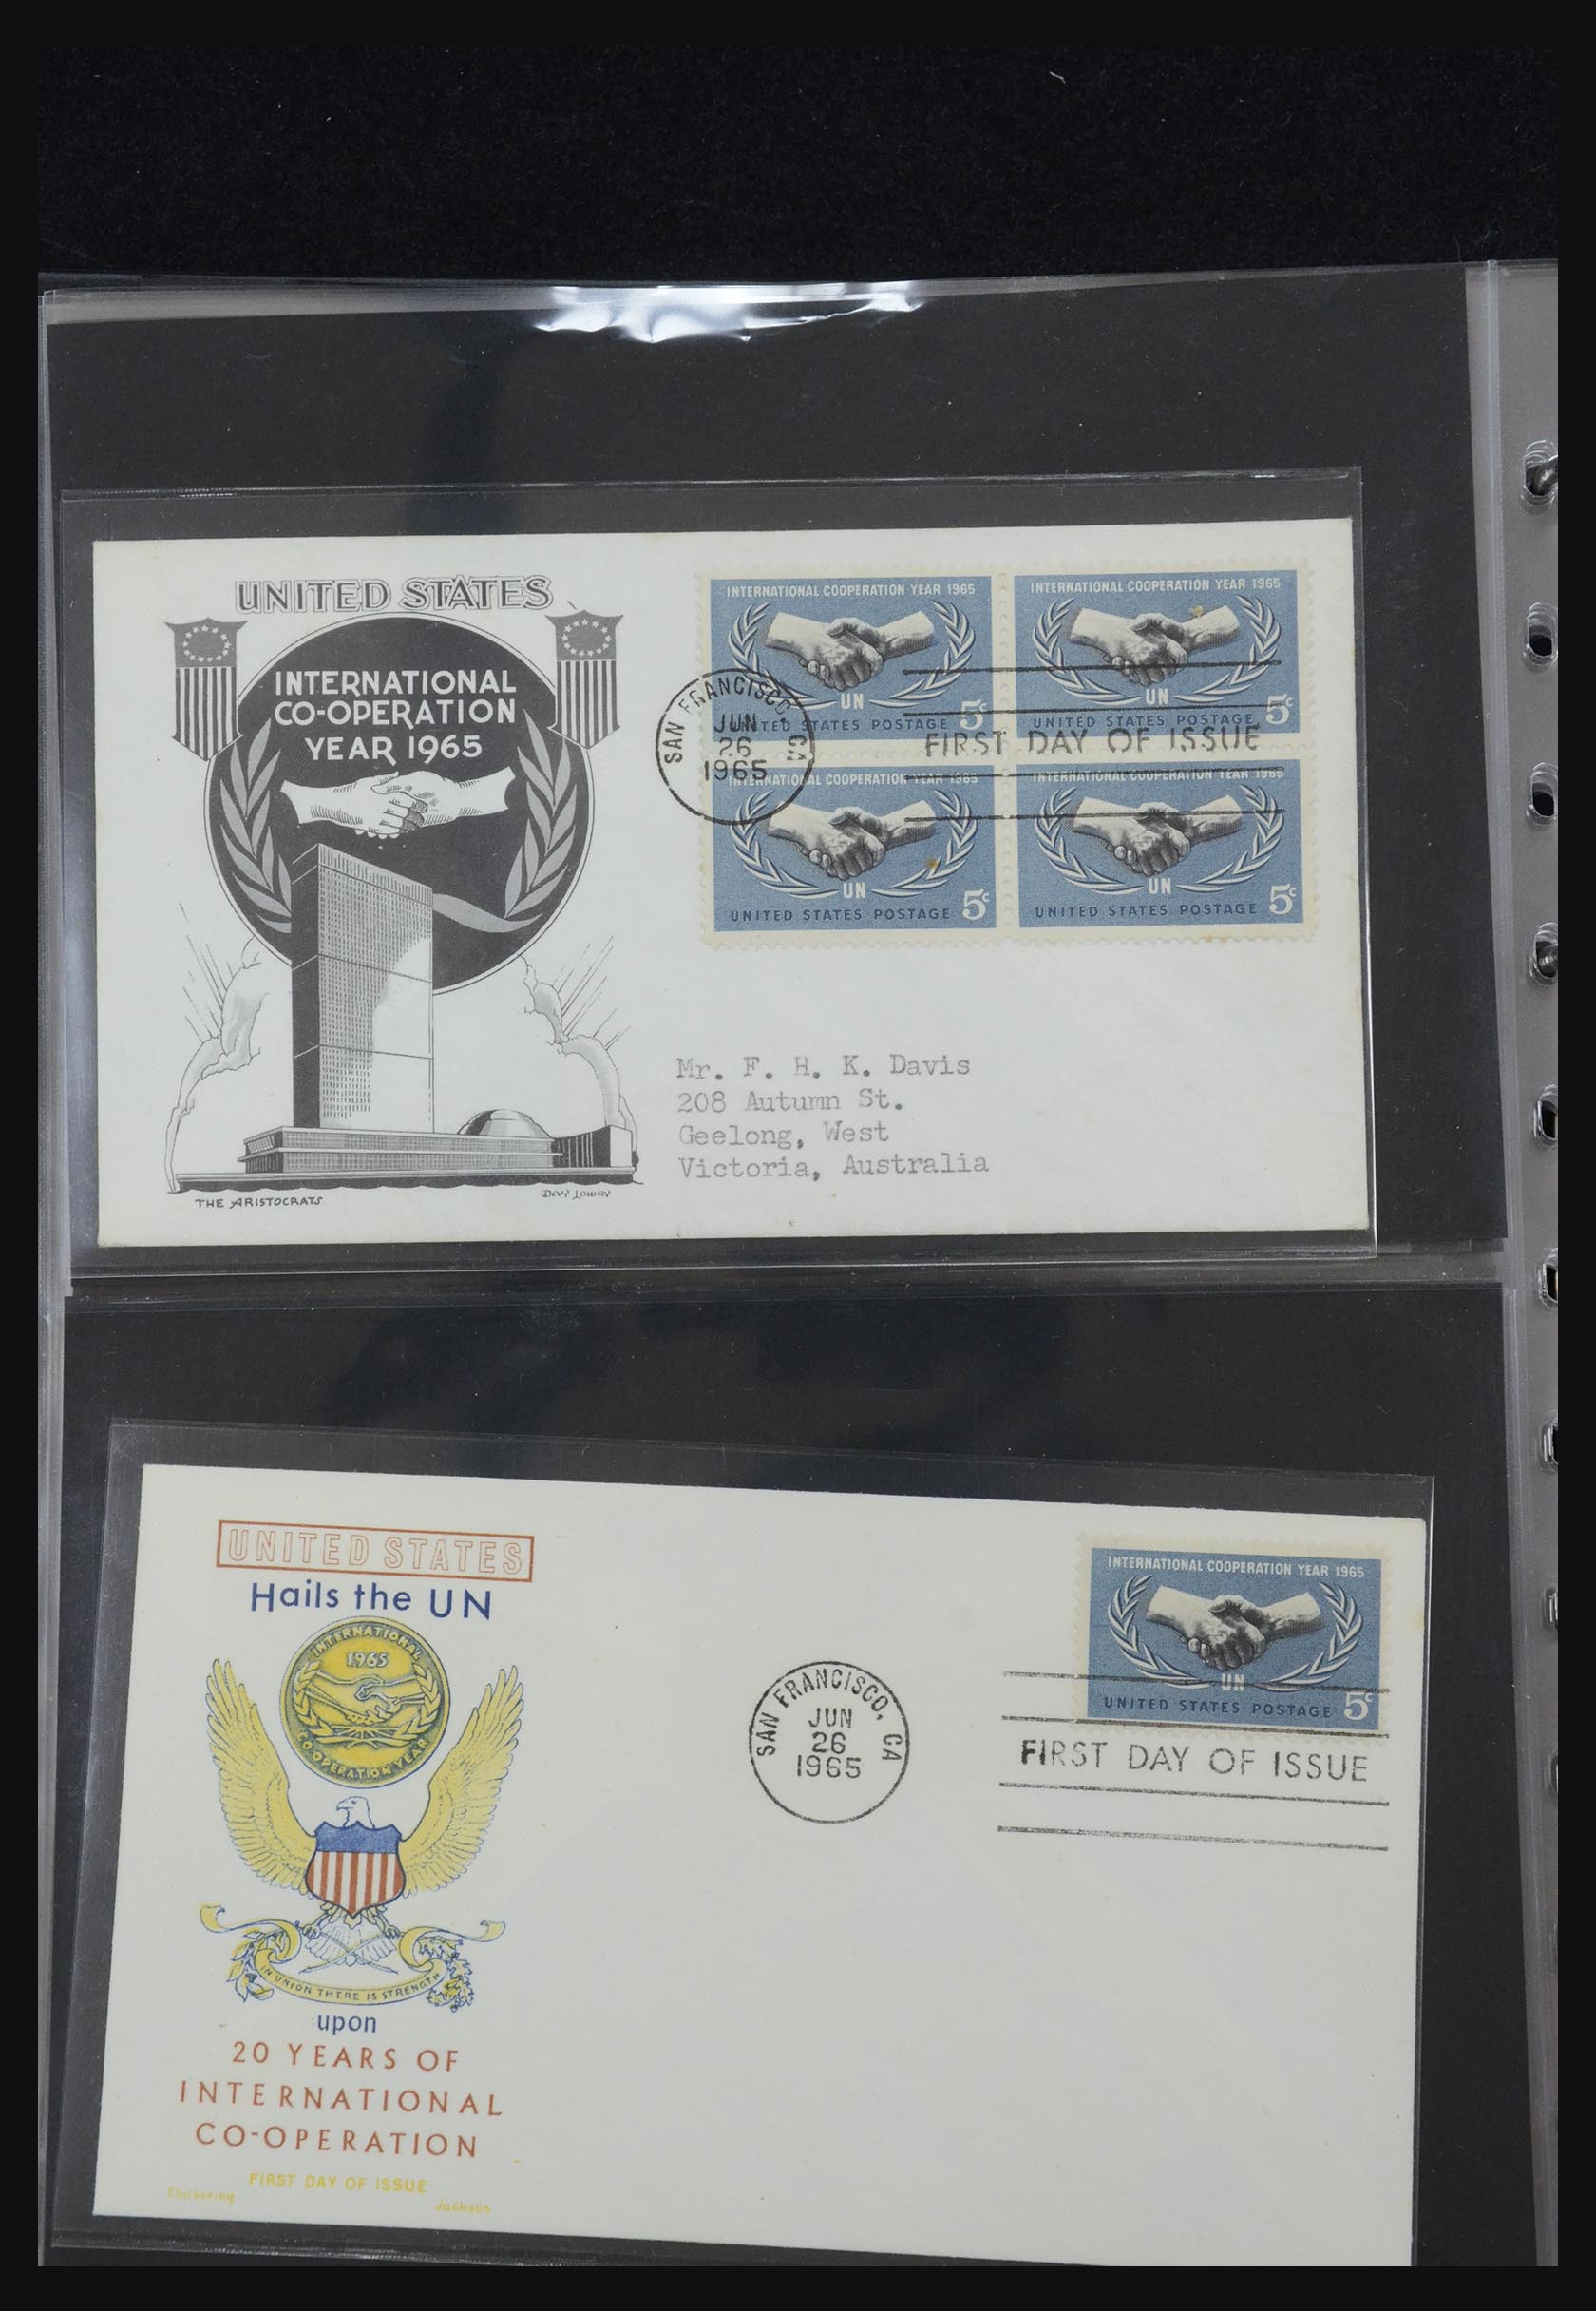 UNITED STATES
INTERNATIONAL
CO-OPERATION
YEAR 1965
THE ARISTOCRATS
DAY LOWRY
INTERNATIONAL COOPERATION YEAR 1965
UN
UNITED STATES POSTAGE 5c
INTERNATIONAL COOPERATION YEAR 1965
UN
UNITED STATES POSTAGE 5c
SAN FRANCISCO, CA
JUN
26
1965
FIRST DAY OF ISSUE
INTERNATIONAL COOPERATION YEAR 1965
UN
UNITED STATES POSTAGE 5c
INTERNATIONAL COOPERATION YEAR 1965
UN
UNITED STATES POSTAGE 5c
Mr. F. H. K. Davis
208 Autumn St.
Geelong, West
Victoria, Australia
UNITED STATES
Hails the UN
INTERNATIONAL
1965
CO-OPERATION YEAR
IN UNION THERE IS STRENGTH
upon
20 YEARS OF
INTERNATIONAL
CO-OPERATION
FIRST DAY OF ISSUE
Chickering
Jackson
INTERNATIONAL COOPERATION YEAR 1965
UN
UNITED STATES POSTAGE 5c
SAN FRANCISCO, CA
JUN
26
1965
FIRST DAY OF ISSUE